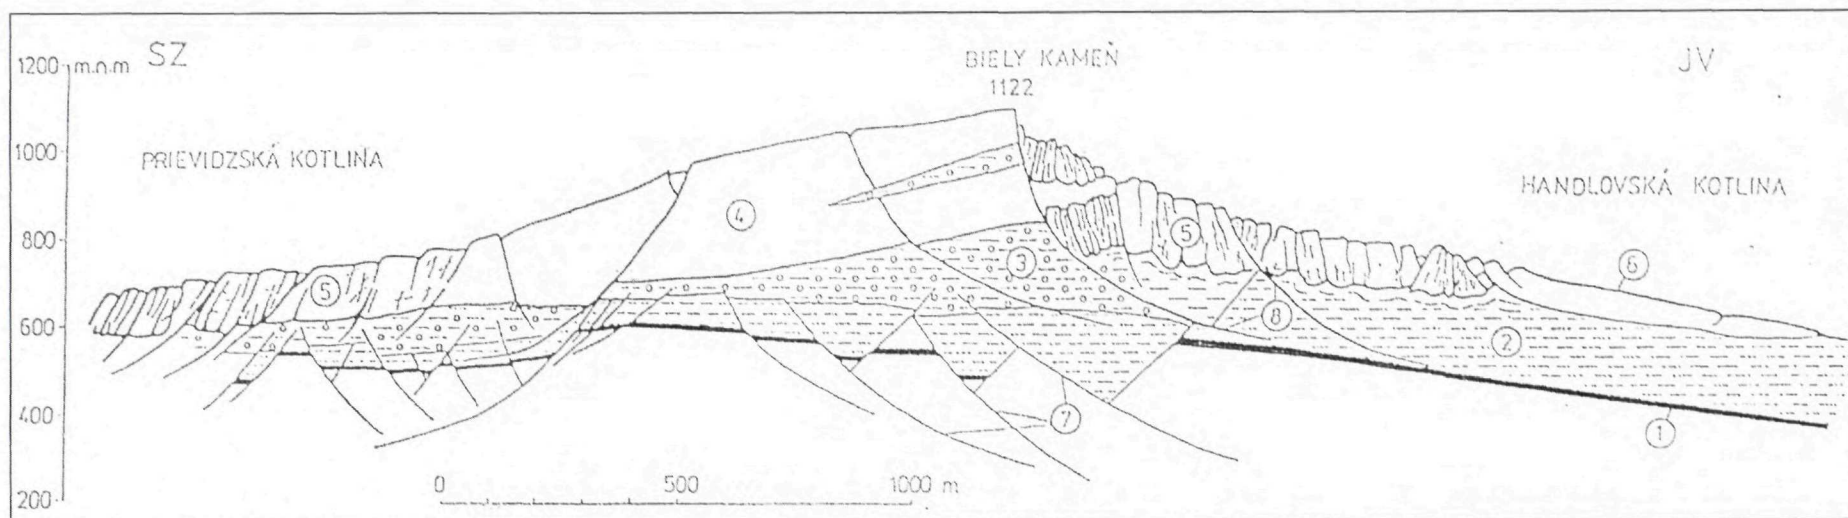 1200 m.n.m
SZ
BIELY KAMEŇ
1122
JV
1000
PRIEVIDZSKÁ KOTLINA
HANDLOVSKÁ KOTLINA
800
600
400
200
4
5
3
5
6
8
2
7
1
0 500 1000 m